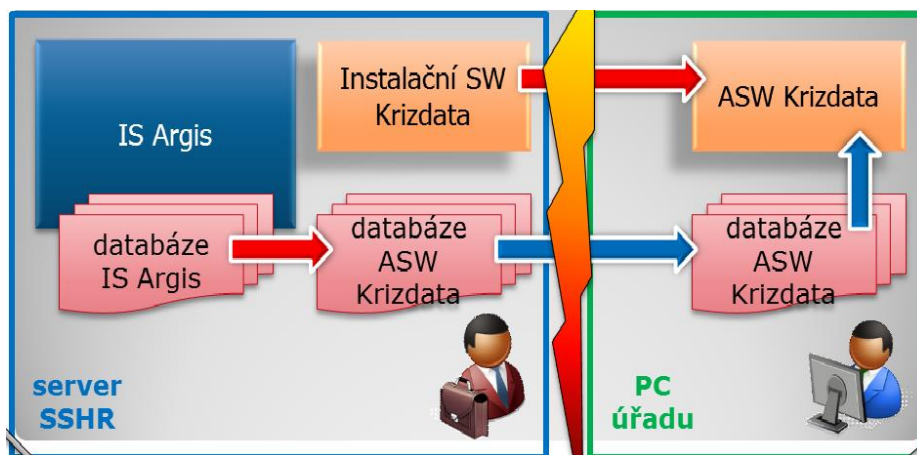 IS Argis
Instalační SW
Krizdata
ASW Krizdata
databáze
IS Argis
databáze
ASW
Krizdata
databáze
ASW
Krizdata
server
SSHR
PC
úřadu